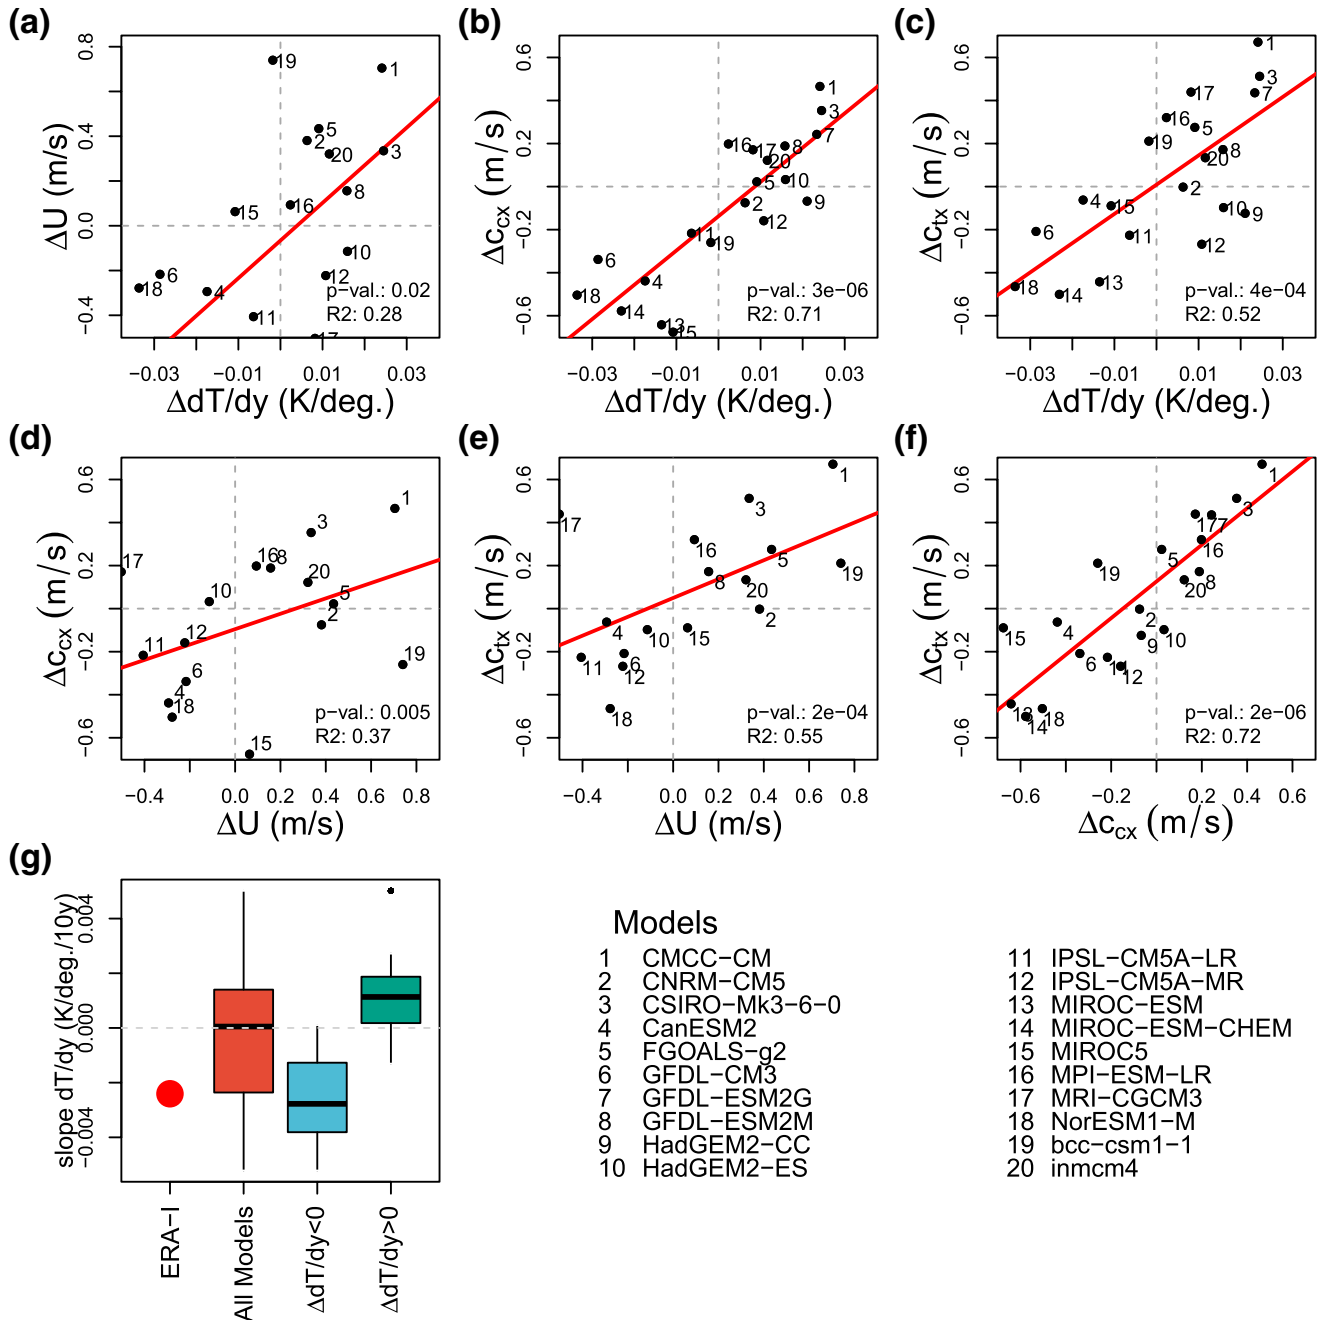 (a)
0.8
0.4
0.0
−0.4
ΔU (m/s)
19
1
5
2
20
3
8
16
15
10
6
18
4
12
11
17
p−val.: 0.02
R2: 0.28
−0.03
−0.01
0.01
0.03
ΔdT/dy (K/deg.)
(b)
0.6
0.2
−0.2
−0.6
Δc_cx (m/s)
1
3
7
16
17
8
20
5
10
2
9
12
11
19
6
4
18
14
13
15
p−val.: 3e−06
R2: 0.71
−0.03
−0.01
0.01
0.03
ΔdT/dy (K/deg.)
(c)
0.6
0.2
−0.2
−0.6
Δc_tx (m/s)
1
3
17
7
16
5
19
8
20
2
4
15
10
9
6
11
12
13
18
14
p−val.: 4e−04
R2: 0.52
−0.03
−0.01
0.01
0.03
ΔdT/dy (K/deg.)
(d)
0.6
0.2
−0.2
−0.6
Δc_cx (m/s)
1
3
17
16
8
20
10
5
2
12
11
19
6
4
18
15
p−val.: 0.005
R2: 0.37
−0.4
0.0
0.2
0.4
0.8
ΔU (m/s)
(e)
0.6
0.2
−0.2
−0.6
Δc_tx (m/s)
1
3
17
16
5
19
8
20
2
4
10
15
11
6
12
18
p−val.: 2e−04
R2: 0.55
−0.4
0.0
0.2
0.4
0.8
ΔU (m/s)
(f)
0.6
0.2
−0.2
−0.6
Δc_tx (m/s)
1
3
17
7
16
5
19
8
20
2
4
15
10
9
6
11
12
13
18
14
p−val.: 2e−06
R2: 0.72
−0.6
−0.2
0.2
0.4
0.6
Δc_cx (m/s)
(g)
0.004
0.000
−0.004
slope dT/dy (K/deg./10y)
ERA−I
All Models
ΔdT/dy<0
ΔdT/dy>0
Models
1 CMCC−CM
2 CNRM−CM5
3 CSIRO−Mk3−6−0
4 CanESM2
5 FGOALS−g2
6 GFDL−CM3
7 GFDL−ESM2G
8 GFDL−ESM2M
9 HadGEM2−CC
10 HadGEM2−ES
11 IPSL−CM5A−LR
12 IPSL−CM5A−MR
13 MIROC−ESM
14 MIROC−ESM−CHEM
15 MIROC5
16 MPI−ESM−LR
17 MRI−CGCM3
18 NorESM1−M
19 bcc−csm1−1
20 inmcm4